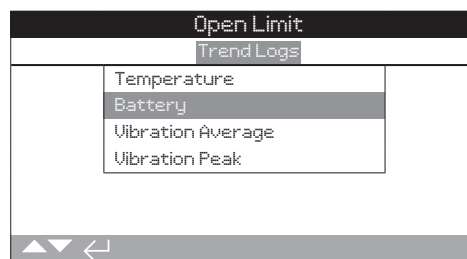 Open Limit
Trend Logs
Temperature
Battery
Vibration Average
Vibration Peak